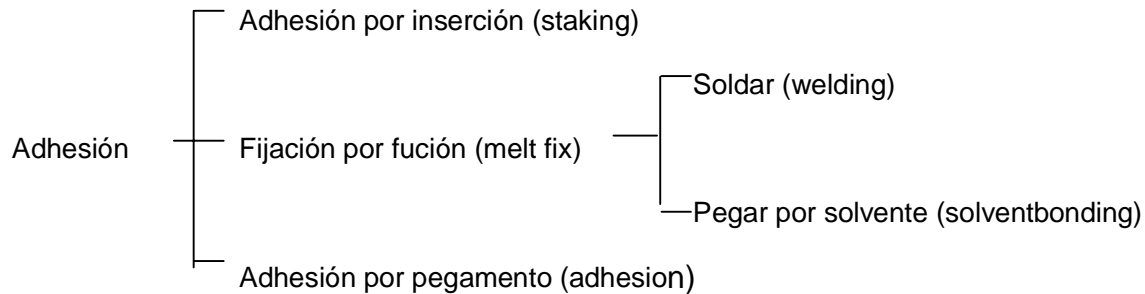 Adhesión por inserción (staking)
Soldar (welding)
Adhesión
Fijación por fución (melt fix)
Pegar por solvente (solventbonding)
Adhesión por pegamento (adhesion)